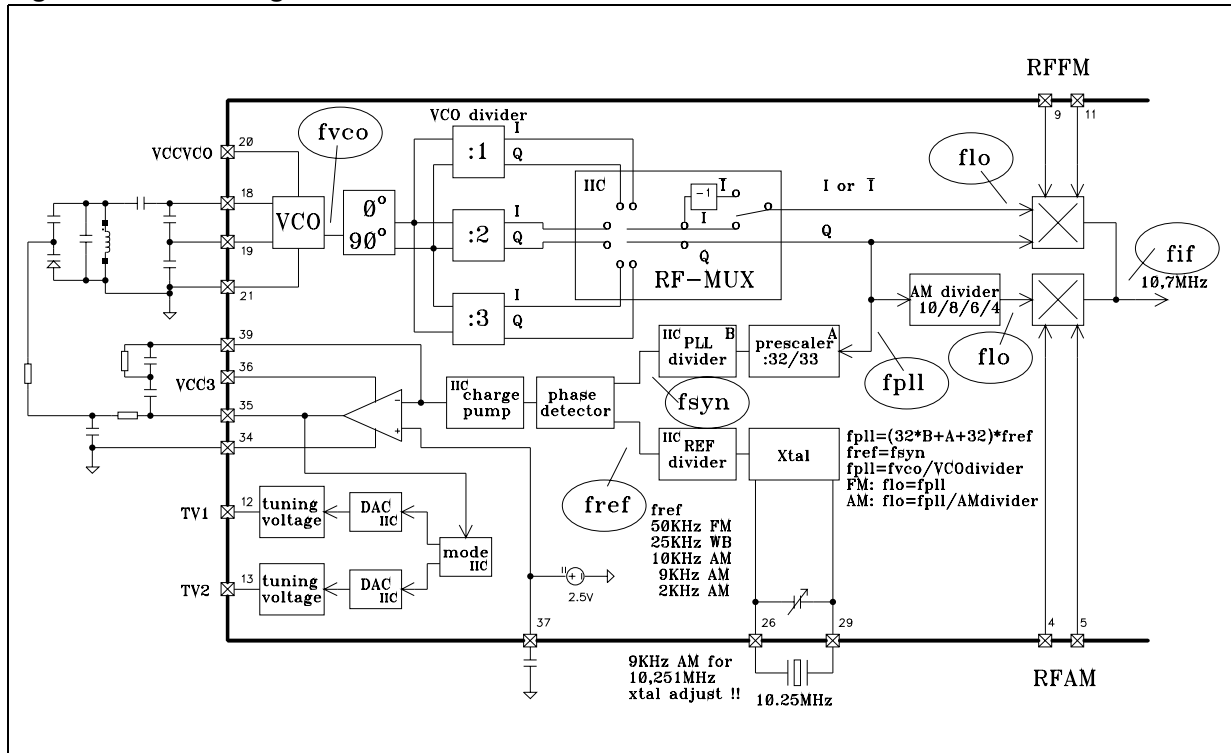 RFFM
9
11
VCO divider
20
VCCVCO
fvco
:1
I
Q
flo
18
IIC
-1
Ī
I or Ī
VCO
0°
90°
:2
I
Q
I
Q
Q
RF-MUX
19
fif
10,7MHz
21
:3
I
Q
AM divider
10/8/6/4
39
IIC
PLL
divider
B
prescaler
:32/33
A
flo
fpll
36
VCC3
IIC
charge
pump
phase
detector
fsyn
-
+
35
34
IIC
REF
divider
Xtal
fpll=(32*B+A+32)*fref
fref=fsyn
fpll=fvco/VCOdivider
FM: flo=fpll
AM: flo=fpll/AMdivider
fref
fref
50KHz FM
25KHz WB
10KHz AM
9KHz AM
2KHz AM
TV1
12
tuning
voltage
DAC
IIC
mode
IIC
TV2
13
tuning
voltage
DAC
IIC
2.5V
37
26
29
4
5
9KHz AM for
10,251MHz
xtal adjust !!
10.25MHz
RFAM